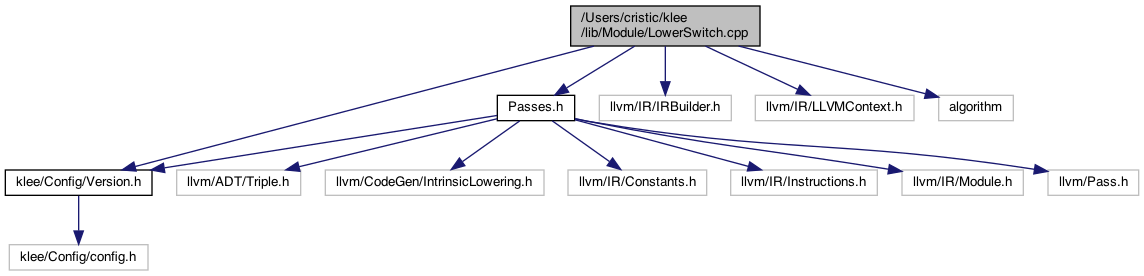 /Users/cristic/klee
/lib/Module/LowerSwitch.cpp
Passes.h
llvm/IR/IRBuilder.h
llvm/IR/LLVMContext.h
algorithm
klee/Config/Version.h
llvm/ADT/Triple.h
llvm/CodeGen/IntrinsicLowering.h
llvm/IR/Constants.h
llvm/IR/Instructions.h
llvm/IR/Module.h
llvm/Pass.h
klee/Config/config.h